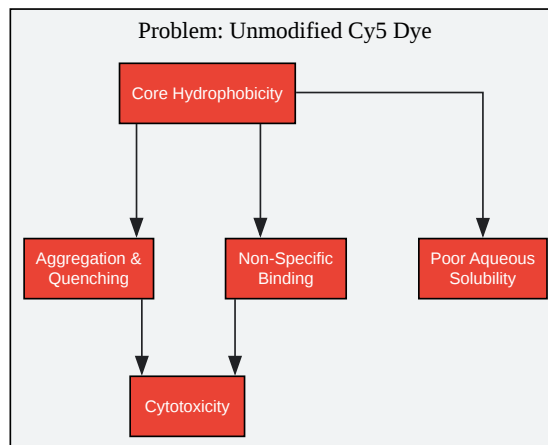 Problem: Unmodified Cy5 Dye
Core Hydrophobicity
Aggregation &
Quenching
Non-Specific
Binding
Poor Aqueous
Solubility
Cytotoxicity